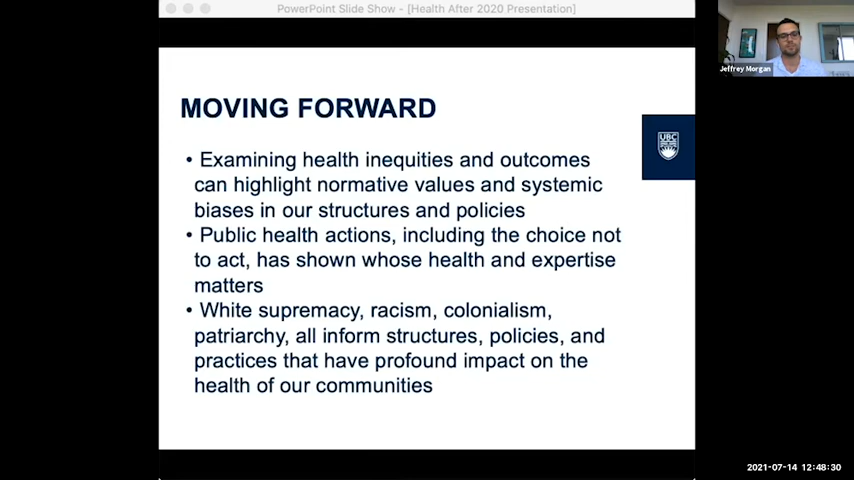 PowerPoint Slide Show - [Health After 2020 Presentation]
Jeffrey Morgan
MOVING FORWARD
UBC
• Examining health inequities and outcomes
can highlight normative values and systemic
biases in our structures and policies
• Public health actions, including the choice not
to act, has shown whose health and expertise
matters
• White supremacy, racism, colonialism,
patriarchy, all inform structures, policies, and
practices that have profound impact on the
health of our communities
2021-07-14 12:48:30